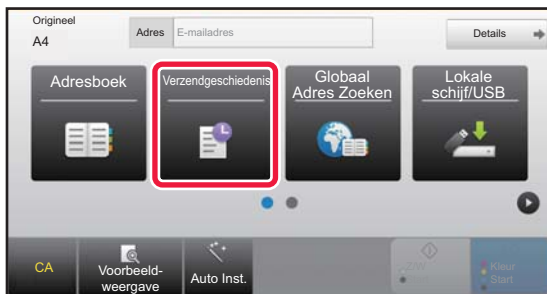 Origineel
A4
Adres
E-mailadres
Details
Adresboek
Verzendgeschiedenis
Globaal
Adres Zoeken
Lokale
schijf/USB
CA
Voorbeeld-
weergave
Auto Inst.
Z/W
Start
Kleur
Start